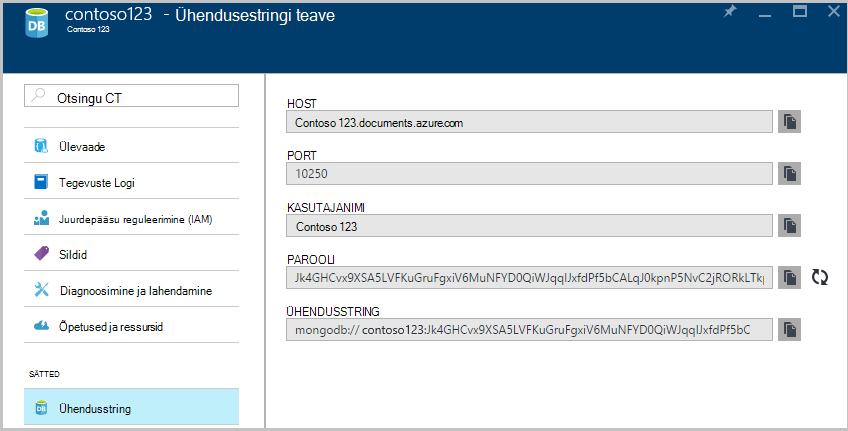 contoso123 - Ühendusestringi teave
Contoso 123
DB
Otsingu CT
Ülevaade
Tegevuste Logi
Juurdepääsu reguleerimine (IAM)
Sildid
Diagnoosimine ja lahendamine
Õpetused ja ressursid
SÄTTED
DB
Ühendusstring
HOST
Contoso 123.documents.azure.com
PORT
10250
KASUTAJANIMI
Contoso 123
PAROOLI
Jk4GHCvx9XSA5LVFKuGruFgxiV6MuNFYD0QiWJqqlJxfdPf5bCALqJ0kpnP5NvC2jRORkLTkp
ÜHENDUSSTRING
mongodb:// contoso123:Jk4GHCvx9XSA5LVFKuGruFgxiV6MuNFYD0QiWJqqlJxfdPf5bC